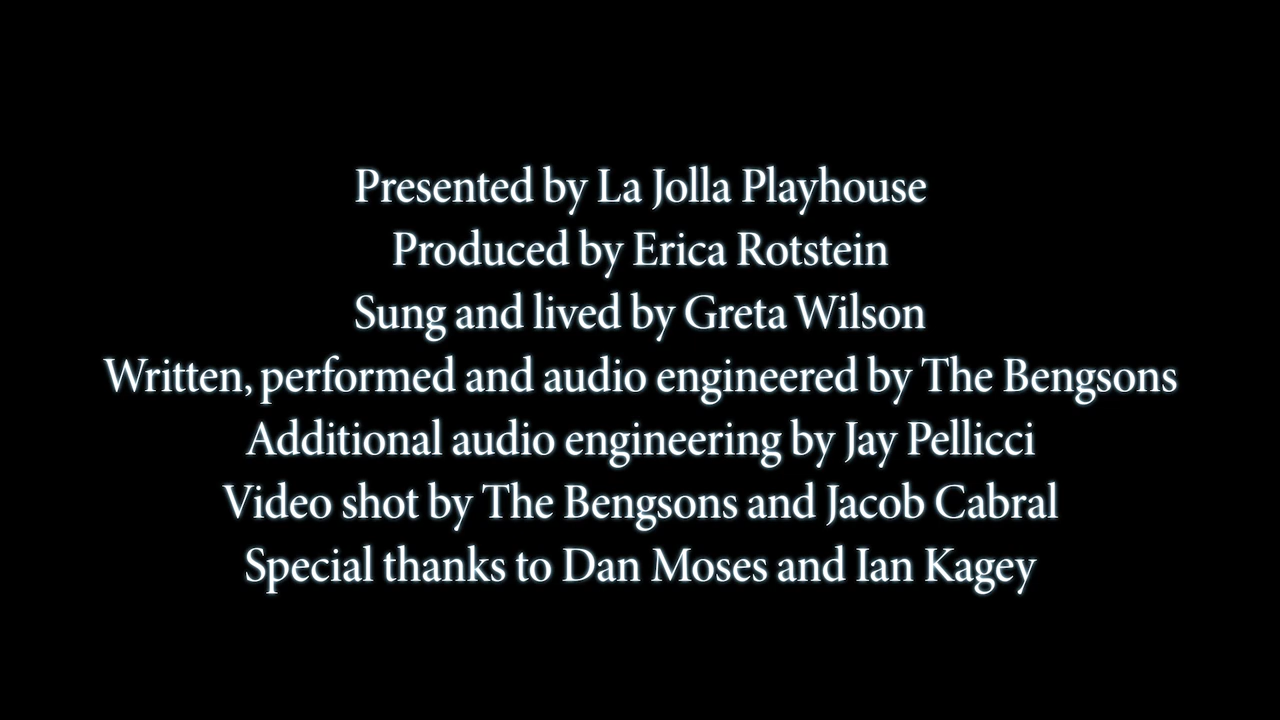 Presented by La Jolla Playhouse
Produced by Erica Rotstein
Sung and lived by Greta Wilson
Written, performed and audio engineered by The Bengsons
Additional audio engineering by Jay Pellicci
Video shot by The Bengsons and Jacob Cabral
Special thanks to Dan Moses and Ian Kagey